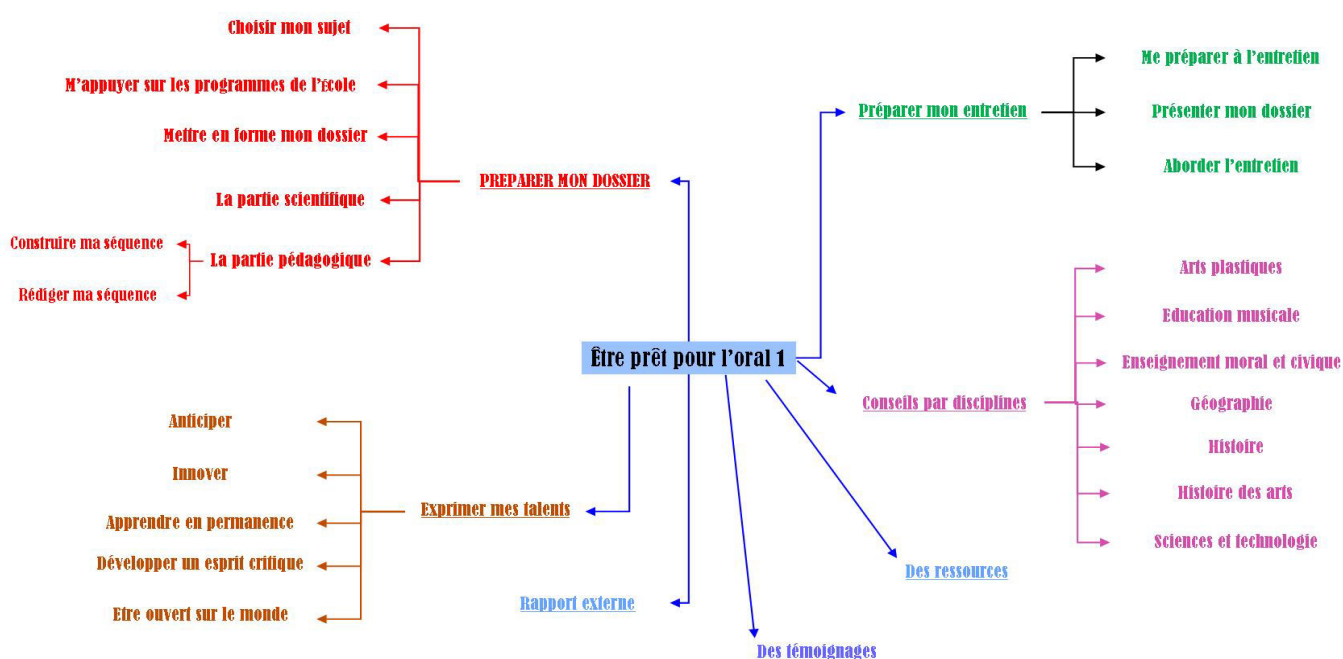 Choisir mon sujet
M'appuyer sur les programmes de l'École
Mettre en forme mon dossier
La partie scientifique
La partie pédagogique
Construire ma séquence
Rédiger ma séquence
PREPARER MON DOSSIER
Préparer mon entretien
Me préparer à l'entretien
Présenter mon dossier
Aborder l'entretien
Être prêt pour l'oral 1
Conseils par disciplines
Arts plastiques
Education musicale
Enseignement moral et civique
Géographie
Histoire
Histoire des arts
Sciences et technologie
Exprimer mes talents
Anticiper
Innover
Apprendre en permanence
Développer un esprit critique
Etre ouvert sur le monde
Rapport externe
Des témoignages
Des ressources